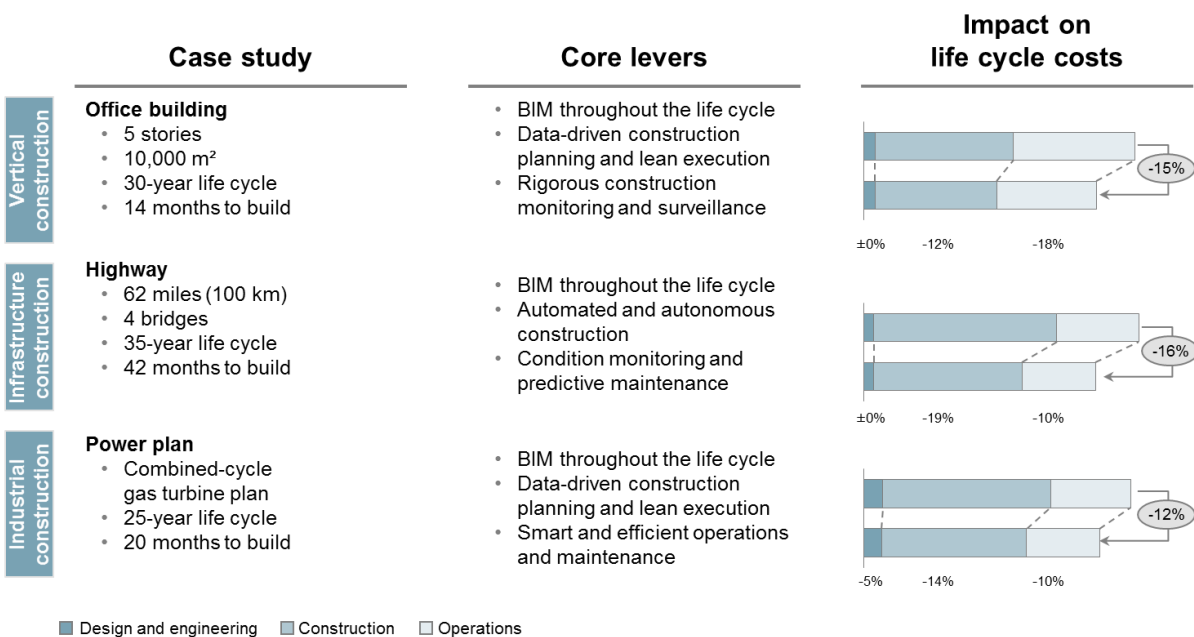 Case study
Core levers
Impact on
life cycle costs
Vertical
construction
Office building
• 5 stories
• 10,000 m²
• 30-year life cycle
• 14 months to build
• BIM throughout the life cycle
• Data-driven construction
planning and lean execution
• Rigorous construction
monitoring and surveillance
-15%
±0% -12% -18%
Infrastructure
construction
Highway
• 62 miles (100 km)
• 4 bridges
• 35-year life cycle
• 42 months to build
• BIM throughout the life cycle
• Automated and autonomous
construction
• Condition monitoring and
predictive maintenance
-16%
±0% -19% -10%
Industrial
construction
Power plan
• Combined-cycle
gas turbine plan
• 25-year life cycle
• 20 months to build
• BIM throughout the life cycle
• Data-driven construction
planning and lean execution
• Smart and efficient operations
and maintenance
-12%
-5% -14% -10%
Design and engineering Construction Operations